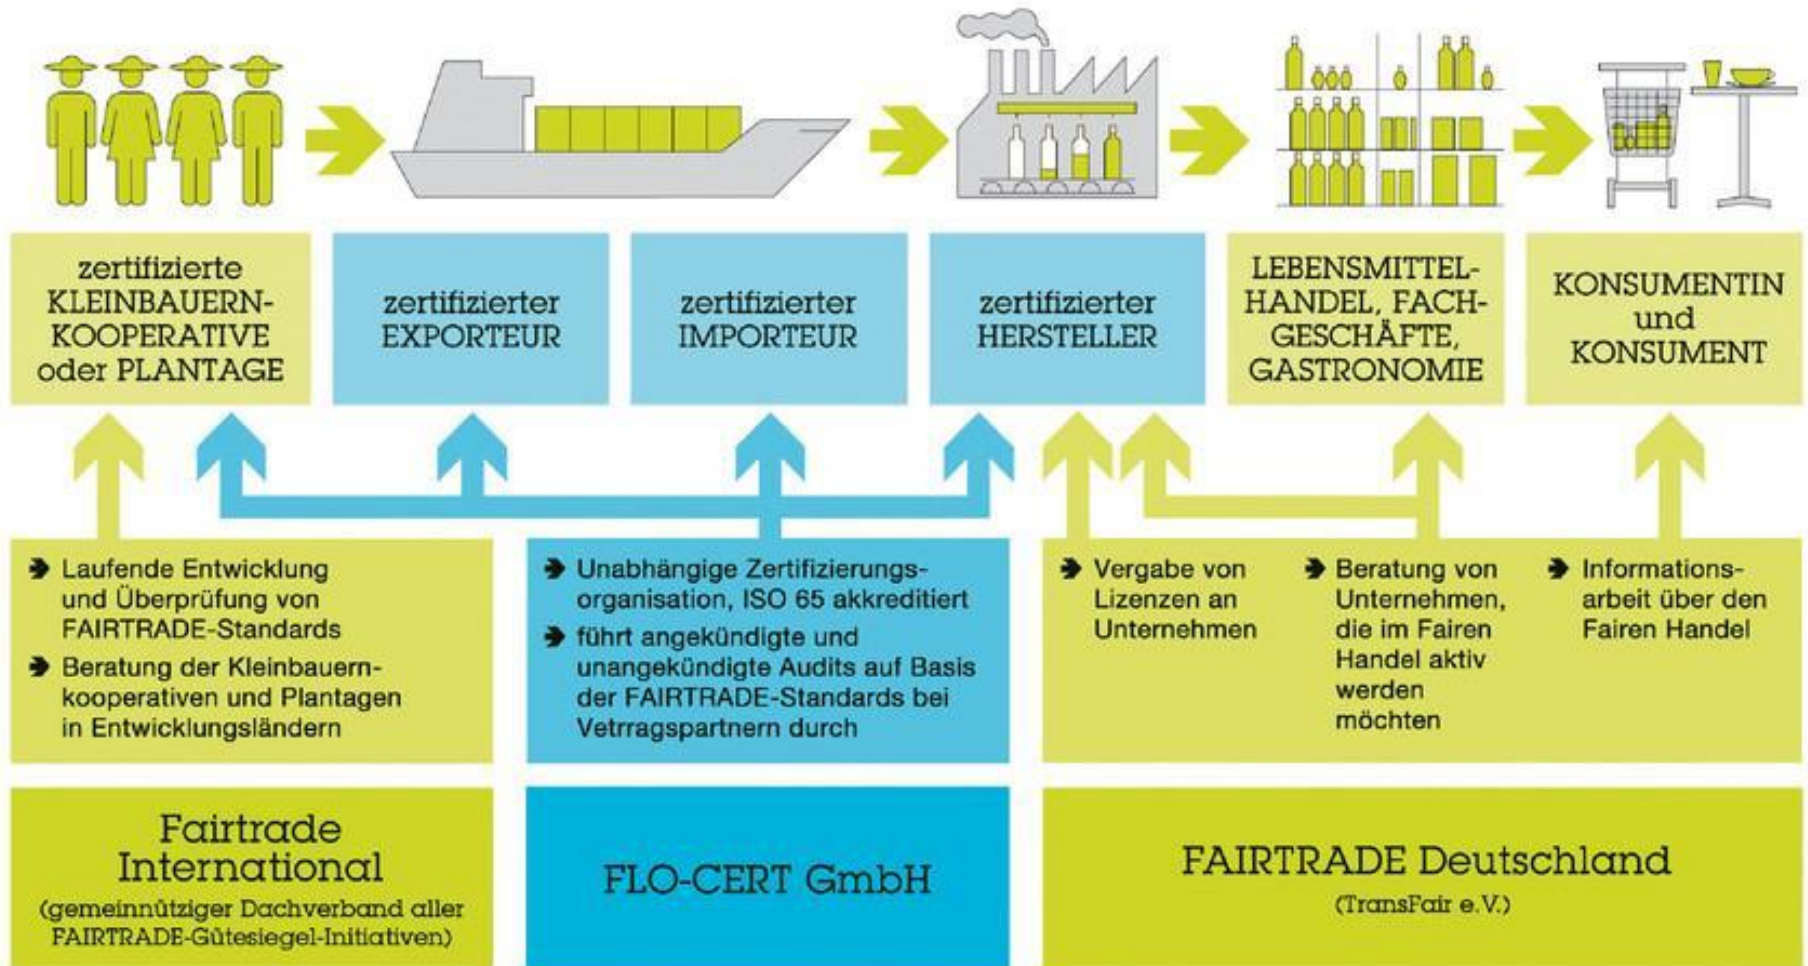 zertifizierte
KLEINBAUERN-
KOOPERATIVE
oder PLANTAGE
zertifizierter
EXPORTEUR
zertifizierter
IMPORTEUR
zertifizierter
HERSTELLER
LEBENSMITTEL-
HANDEL, FACH-
GESCHÄFTE,
GASTRONOMIE
KONSUMENTIN
und
KONSUMENT
Laufende Entwicklung
und Überprüfung von
FAIRTRADE-Standards
Beratung der Kleinbauern-
kooperativen und Plantagen
in Entwicklungsländern
Unabhängige Zertifizierungs-
organisation, ISO 65 akkreditiert
führt angekündigte und
unangekündigte Audits auf Basis
der FAIRTRADE-Standards bei
Vetrragspartnern durch
Vergabe von
Lizenzen an
Unternehmen
Beratung von
Unternehmen,
die im Fairen
Handel aktiv
werden
möchten
Informations-
arbeit über den
Fairen Handel
Fairtrade
International
(gemeinnütziger Dachverband aller
FAIRTRADE-Gütesiegel-Initiativen)
FLO-CERT GmbH
FAIRTRADE Deutschland
(TransFair e.V.)